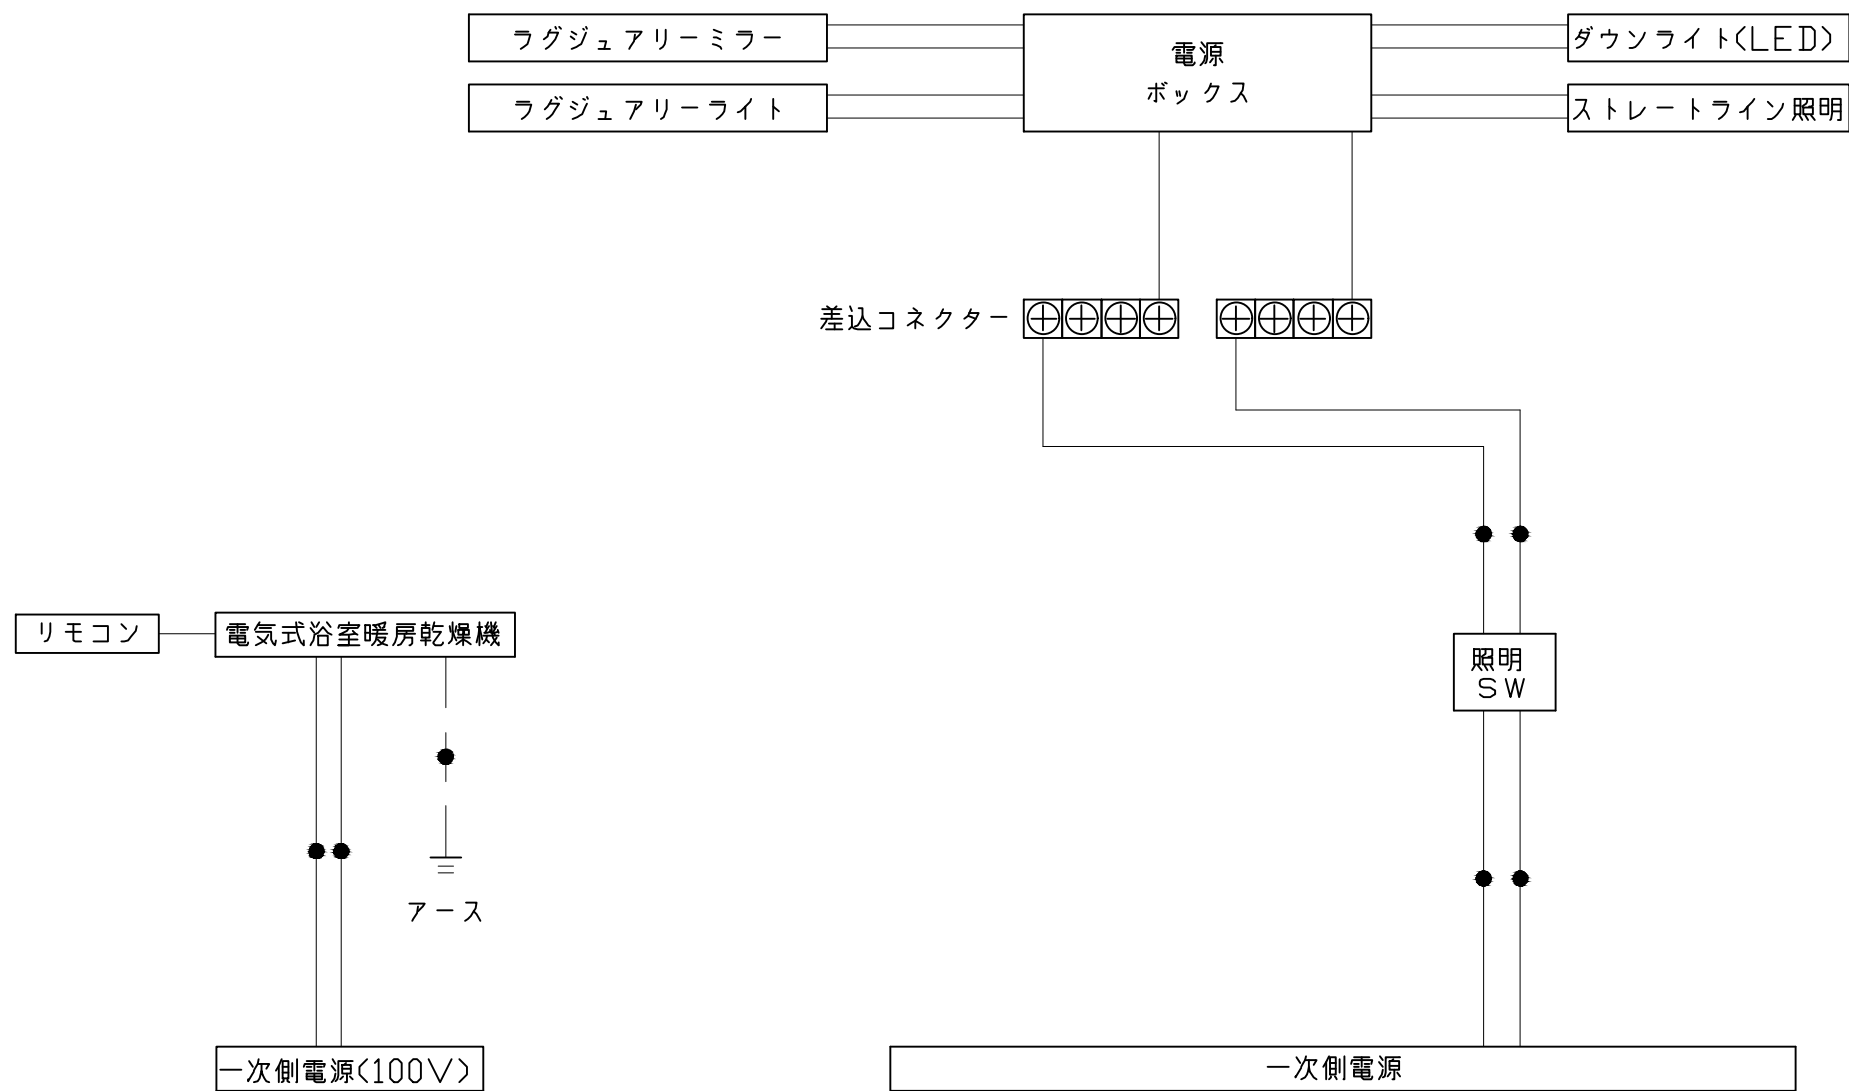 ラグジュアリーミラー
電源
ボックス
ダウンライト(LED)
ラグジュアリーライト
ストレートライン照明
差込コネクター
リモコン
電気式浴室暖房乾燥機
照明
SW
アース
一次側電源(100V)
一次側電源